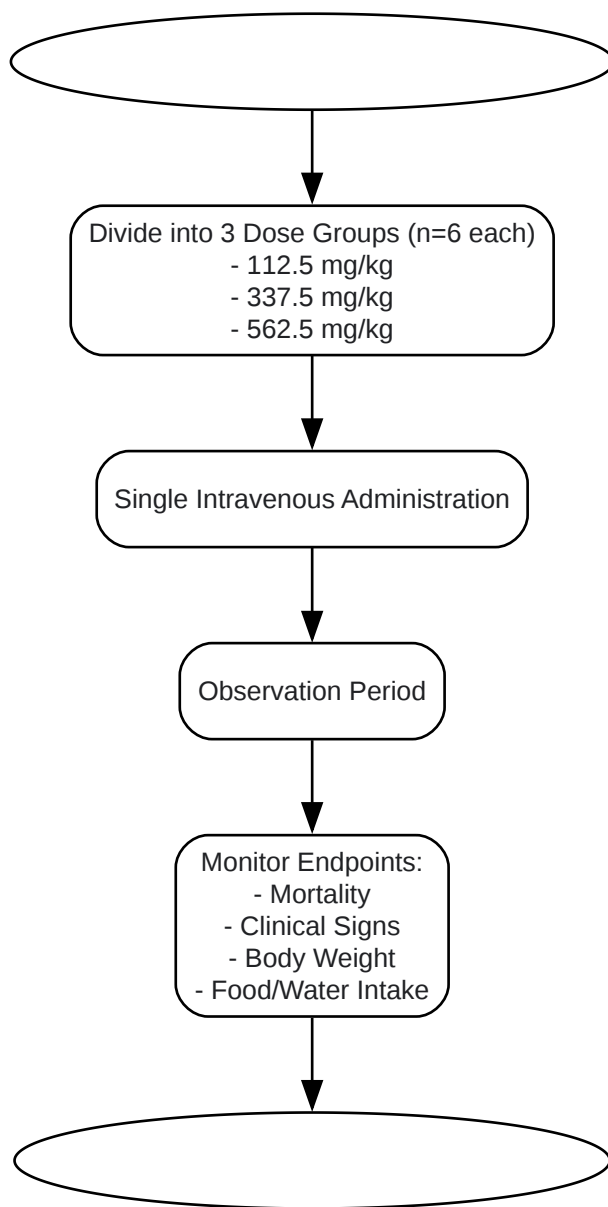 Divide into 3 Dose Groups (n=6 each)
- 112.5 mg/kg
- 337.5 mg/kg
- 562.5 mg/kg
Single Intravenous Administration
Observation Period
Monitor Endpoints:
- Mortality
- Clinical Signs
- Body Weight
- Food/Water Intake